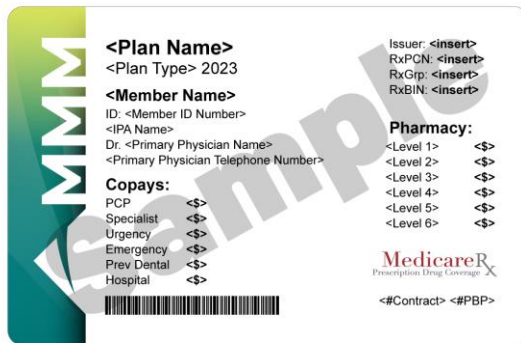 MMM
<Plan Name>
<Plan Type> 2023
<Member Name>
ID: <Member ID Number>
<IPA Name>
Dr. <Primary Physician Name>
<Primary Physician Telephone Number>
Copays:
PCP <$>
Specialist <$>
Urgency <$>
Emergency <$>
Prev Dental <$>
Hospital <$>
Issuer: <insert>
RxPCN: <insert>
RxGrp: <insert>
RxBIN: <insert>
Pharmacy:
<Level 1> <$>
<Level 2> <$>
<Level 3> <$>
<Level 4> <$>
<Level 5> <$>
<Level 6> <$>
MedicareRx
Prescription Drug Coverage
<#Contract> <#PBP>
Sample